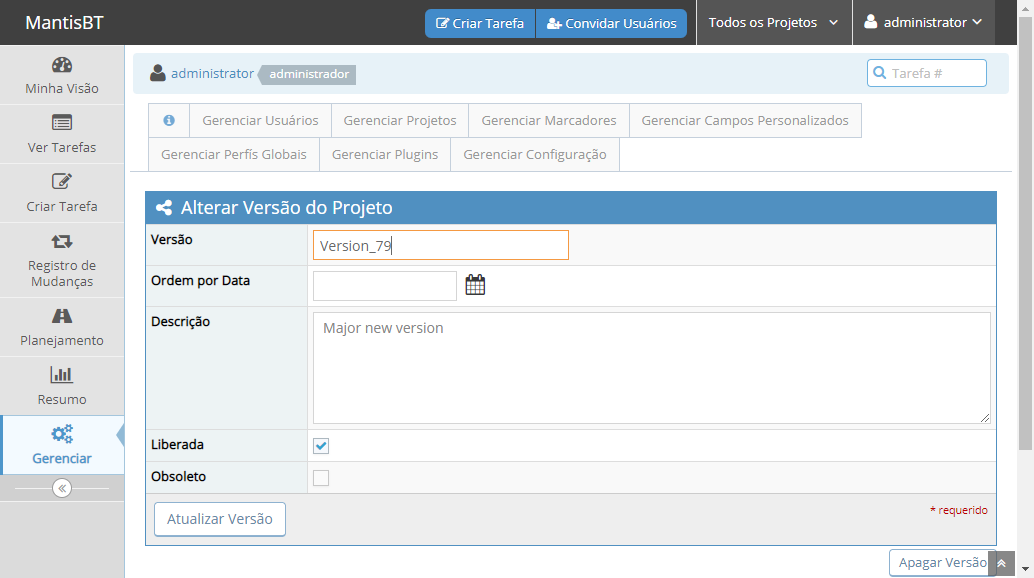 MantisBT
Criar Tarefa
Convidar Usuários
Todos os Projetos
administrator
Minha Visão
Ver Tarefas
Criar Tarefa
Registro de
Mudanças
Planejamento
Resumo
Gerenciar
administrator
administrador
Tarefa #
Gerenciar Usuários
Gerenciar Projetos
Gerenciar Marcadores
Gerenciar Campos Personalizados
Gerenciar Perfís Globais
Gerenciar Plugins
Gerenciar Configuração
Alterar Versão do Projeto
Versão
Version_79
Ordem por Data
Descrição
Major new version
Liberada
Obsoleto
Atualizar Versão
* requerido
Apagar Versão